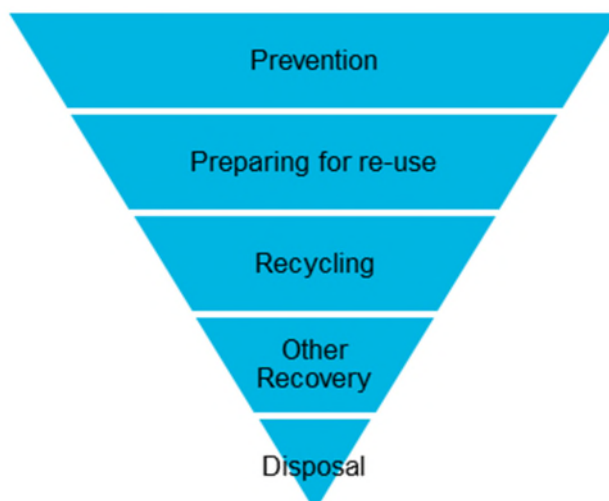 Prevention
Preparing for re-use
Recycling
Other
Recovery
Disposal